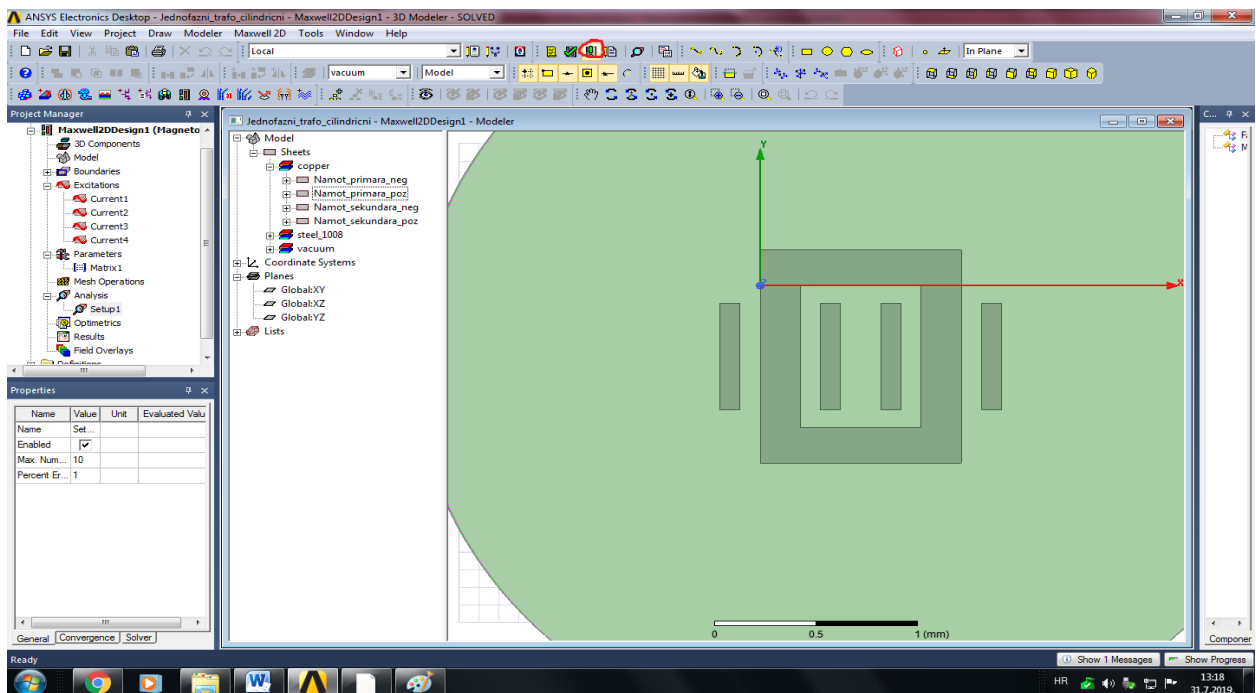 ANSYS Electronics Desktop - Jednofazni_trafo_cilindricni - Maxwell2DDesign1 - 3D Modeler - SOLVED
File Edit View Project Draw Modeler Maxwell 2D Tools Window Help
Local
In Plane
vacuum
Model
Project Manager
Maxwell2DDesign1 (Magneto
3D Components
Model
Boundaries
Excitations
Current1
Current2
Current3
Current4
Parameters
Matrix1
Mesh Operations
Analysis
Setup1
Optimetrics
Results
Field Overlays
Definitions
Properties
Name Value Unit Evaluated Valu
Name Set...
Enabled
Max. Num... 10
Percent Er... 1
General Convergence Solver
Jednofazni_trafo_cilindricni - Maxwell2DDesign1 - Modeler
Model
Sheets
copper
Namot_primara_neg
Namot_primara_poz
Namot_sekundara_neg
Namot_sekundara_poz
steel_1008
vacuum
Coordinate Systems
Planes
Global:XY
Global:XZ
Global:YZ
Lists
Y
X
0 0.5 1 (mm)
C...
M
Componer
Ready
Show 1 Messages Show Progress
HR
13:18
31.7.2019.